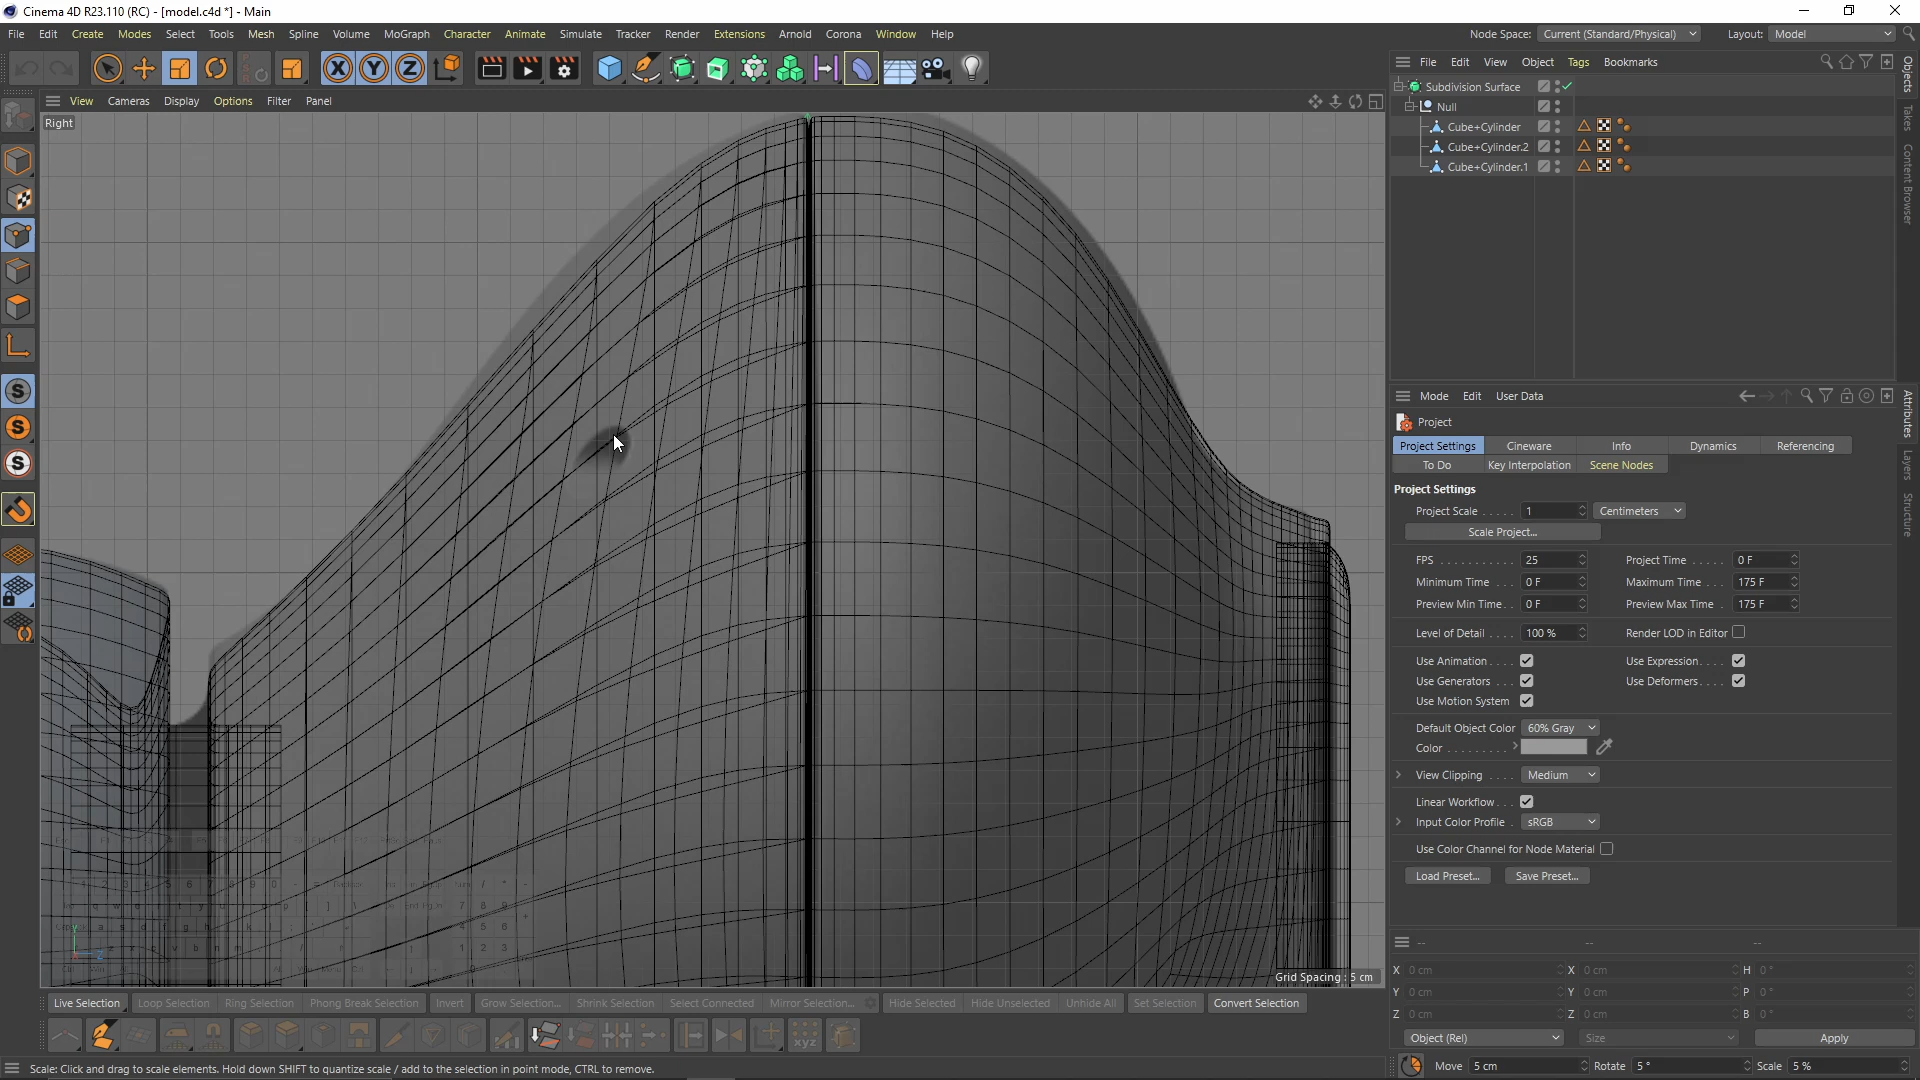 Cinema 4D R23.110 (RC) - [model.c4d *] - Main
File Edit Create Modes Select Tools Mesh Spline Volume MoGraph Character Animate Simulate Tracker Render Extensions Arnold Corona Window Help
Node Space: Current (Standard/Physical) Layout: Model
View Cameras Display Options Filter Panel
Right
Grid Spacing : 5 cm
File Edit View Object Tags Bookmarks
Subdivision Surface
Null
Cube+Cylinder
Cube+Cylinder.2
Cube+Cylinder.1
Objects
Takes
Content Browser
Mode Edit User Data
Project
Project Settings Cineware Info Dynamics Referencing
To Do Key Interpolation Scene Nodes
Project Settings
Project Scale . . . . . 1 Centimeters
Scale Project...
FPS . . . . . . . . . . . 25 Project Time . . . . . 0 F
Minimum Time . . . 0 F Maximum Time . . . 175 F
Preview Min Time. . 0 F Preview Max Time . 175 F
Level of Detail . . . . 100 % Render LOD in Editor
Use Animation . . . . Use Expression. . . .
Use Generators . . . Use Deformers. . . .
Use Motion System
Default Object Color 60% Gray
Color . . . . . . . . .
View Clipping . . . . Medium
Linear Workflow. . .
Input Color Profile . sRGB
Use Color Channel for Node Material
Load Preset... Save Preset...
Attributes
Layers
Structure
-- -- --
X 0 cm X 0 cm H 0 °
Y 0 cm Y 0 cm P 0 °
Z 0 cm Z 0 cm B 0 °
Object (Rel) Size Apply
Move 5 cm Rotate 5 ° Scale 5 %
Live Selection Loop Selection Ring Selection Phong Break Selection Invert Grow Selection... Shrink Selection Select Connected Mirror Selection... Hide Selected Hide Unselected Unhide All Set Selection Convert Selection
Scale: Click and drag to scale elements. Hold down SHIFT to quantize scale / add to the selection in point mode, CTRL to remove.